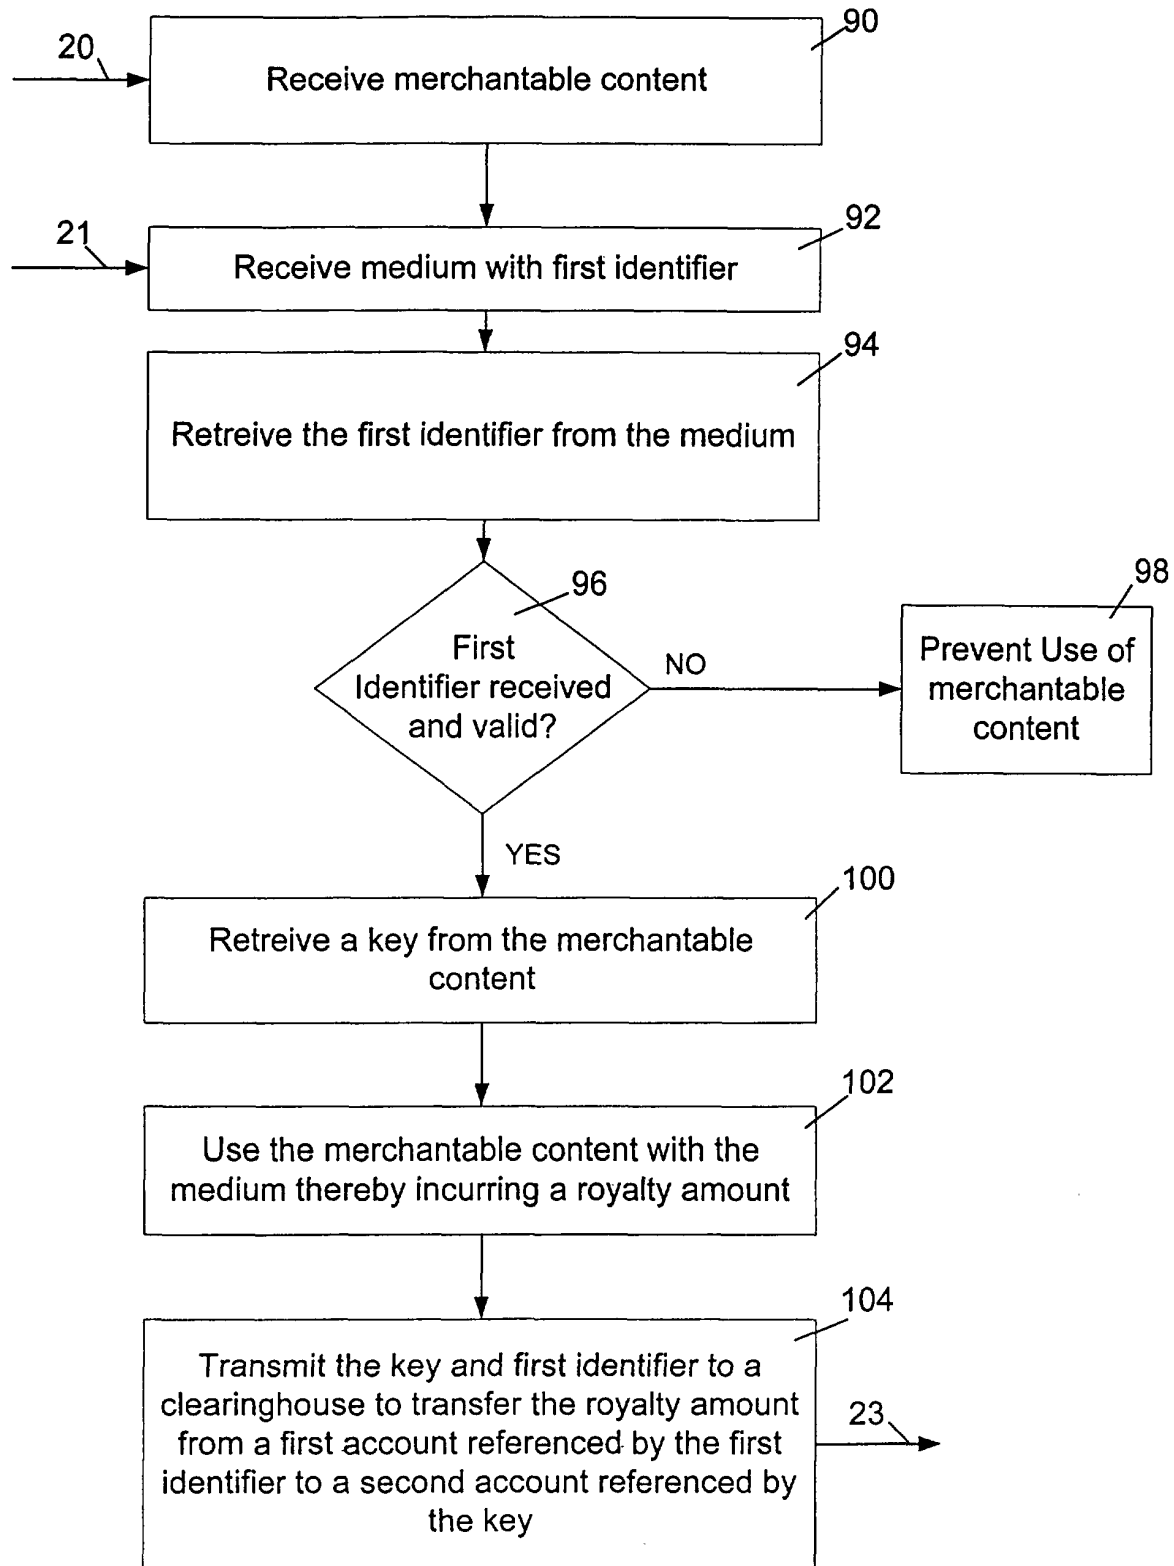 90
20
Receive merchantable content
92
21
Receive medium with first identifier
94
Retreive the first identifier from the medium
96
98
First
Identifier received
and valid?
NO
Prevent Use of
merchantable
content
YES
100
Retreive a key from the merchantable
content
102
Use the merchantable content with the
medium thereby incurring a royalty amount
104
Transmit the key and first identifier to a
clearinghouse to transfer the royalty amount
from a first account referenced by the first
identifier to a second account referenced by
the key
23